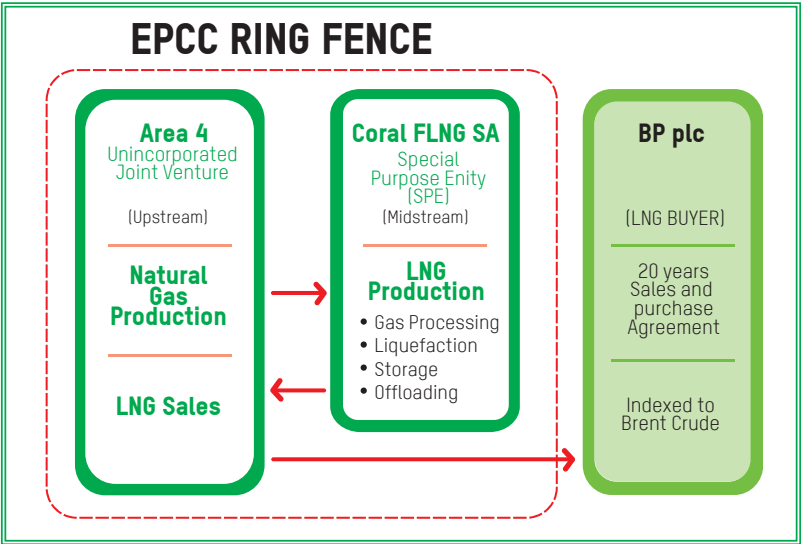 EPCC RING FENCE
Area 4
Unincorporated
Joint Venture
(Upstream)
Natural
Gas
Production
LNG Sales
Coral FLNG SA
Special
Purpose Enity
(SPE)
(Midstream)
LNG
Production
• Gas Processing
• Liquefaction
• Storage
• Offloading
BP plc
(LNG BUYER)
20 years
Sales and
purchase
Agreement
Indexed to
Brent Crude